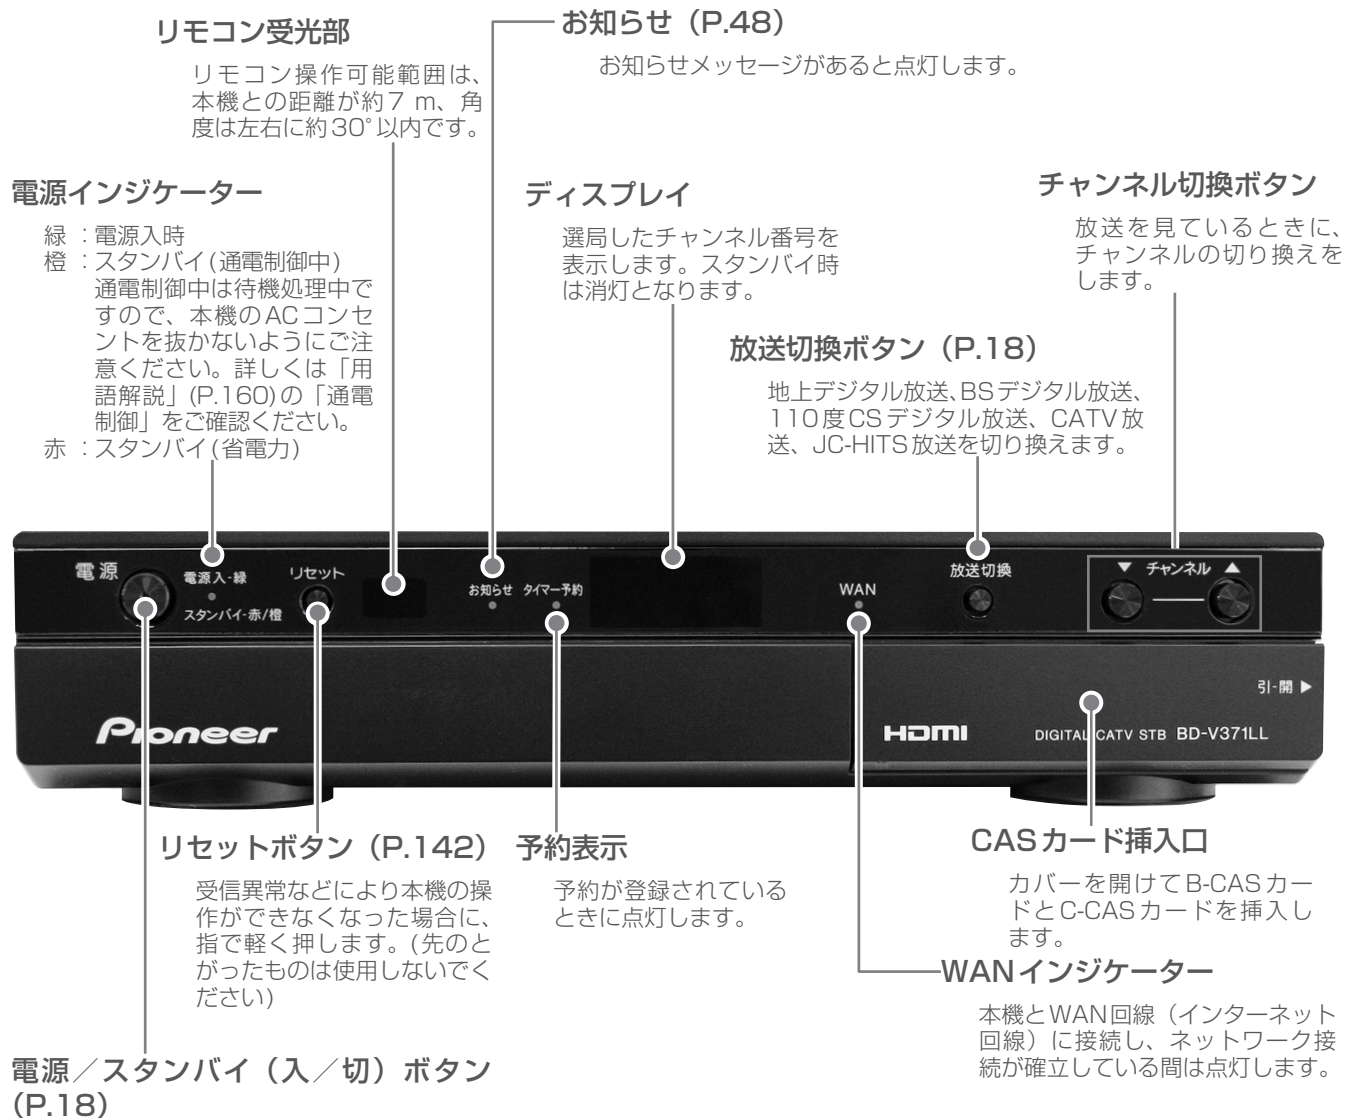 リモコン受光部
リモコン操作可能範囲は、
本機との距離が約7 m、角
度は左右に約30°以内です。
お知らせ（P.48）
お知らせメッセージがあると点灯します。
電源インジケーター
緑 ：電源入時
橙 ：スタンバイ(通電制御中)
通電制御中は待機処理中で
すので、本機のACコンセ
ントを抜かないようにご注
意ください。詳しくは「用
語解説」(P.160)の「通電
制御」をご確認ください。
赤 ：スタンバイ(省電力)
ディスプレイ
選局したチャンネル番号を
表示します。スタンバイ時
は消灯となります。
チャンネル切換ボタン
放送を見ているときに、
チャンネルの切り換えを
します。
放送切換ボタン（P.18）
地上デジタル放送、BSデジタル放送、
110度CSデジタル放送、CATV放
送、JC-HITS放送を切り換えます。
電源
電源入-緑
スタンバイ-赤/橙
リセット
お知らせ タイマー予約
WAN
放送切換
▼ チャンネル ▲
引-開 ▶
Pioneer
HDMI
DIGITAL CATV STB BD-V371LL
リセットボタン（P.142）
受信異常などにより本機の操
作ができなくなった場合に、
指で軽く押します。(先のと
がったものは使用しないでく
ださい)
予約表示
予約が登録されている
ときに点灯します。
CASカード挿入口
カバーを開けてB-CASカー
ドとC-CASカードを挿入し
ます。
WANインジケーター
本機とWAN回線（インターネット
回線）に接続し、ネットワーク接
続が確立している間は点灯します。
電源／スタンバイ（入／切）ボタン
(P.18)